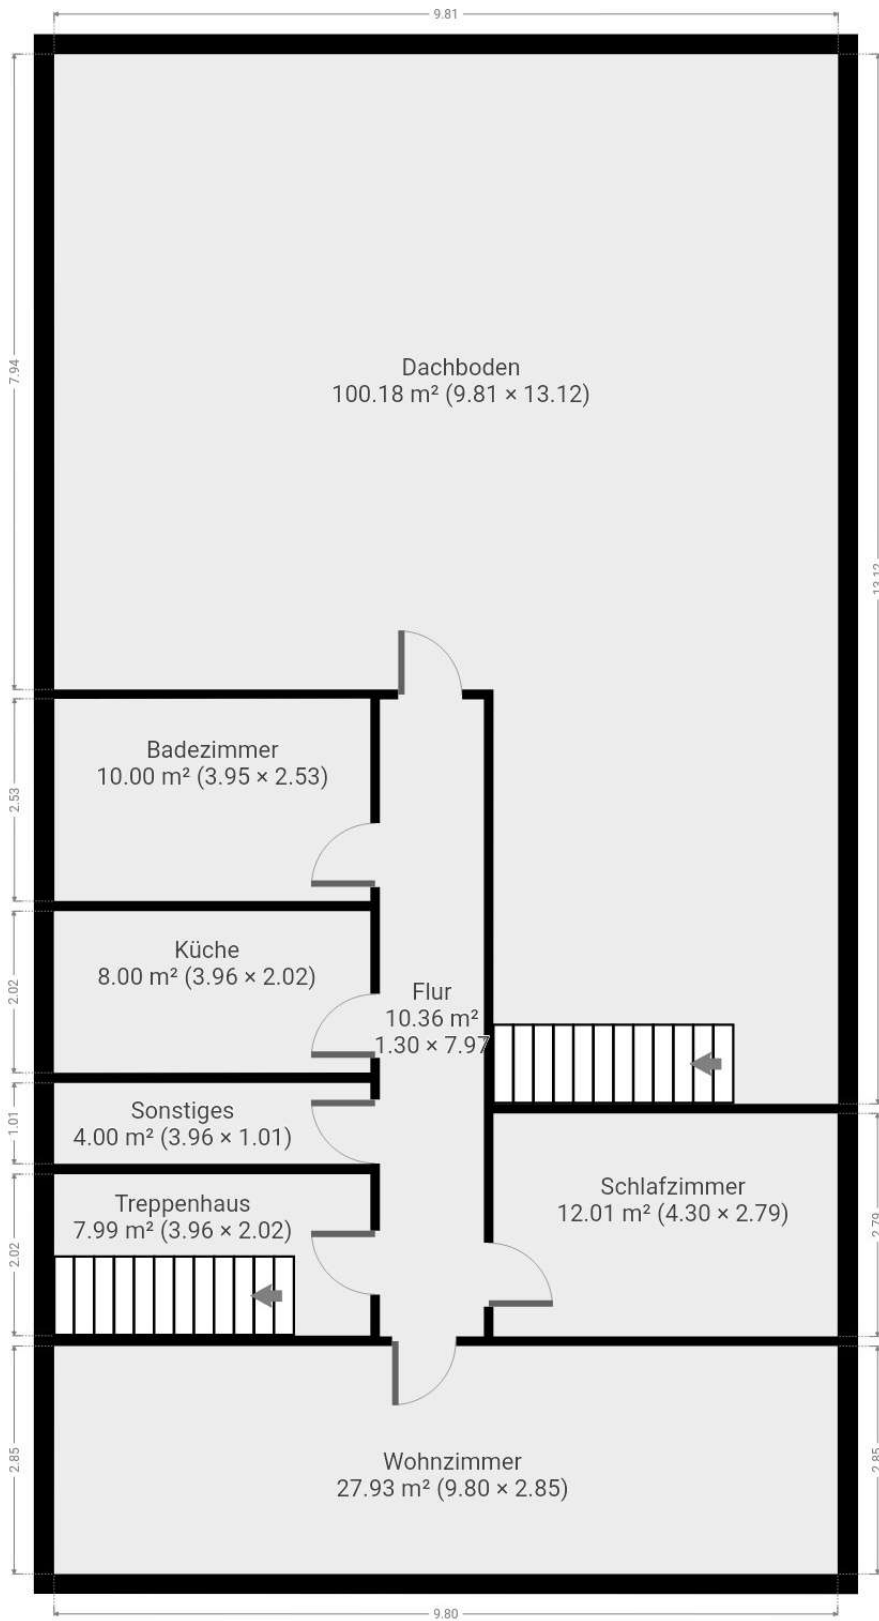 9.81
Dachboden
100.18 m² (9.81 × 13.12)
7.94
13.12
Badezimmer
10.00 m² (3.95 × 2.53)
2.53
Küche
8.00 m² (3.96 × 2.02)
2.02
Flur
10.36 m²
1.30 × 7.97
Sonstiges
4.00 m² (3.96 × 1.01)
1.01
Treppenhaus
7.99 m² (3.96 × 2.02)
2.02
Schlafzimmer
12.01 m² (4.30 × 2.79)
2.79
Wohnzimmer
27.93 m² (9.80 × 2.85)
2.85
2.85
9.80